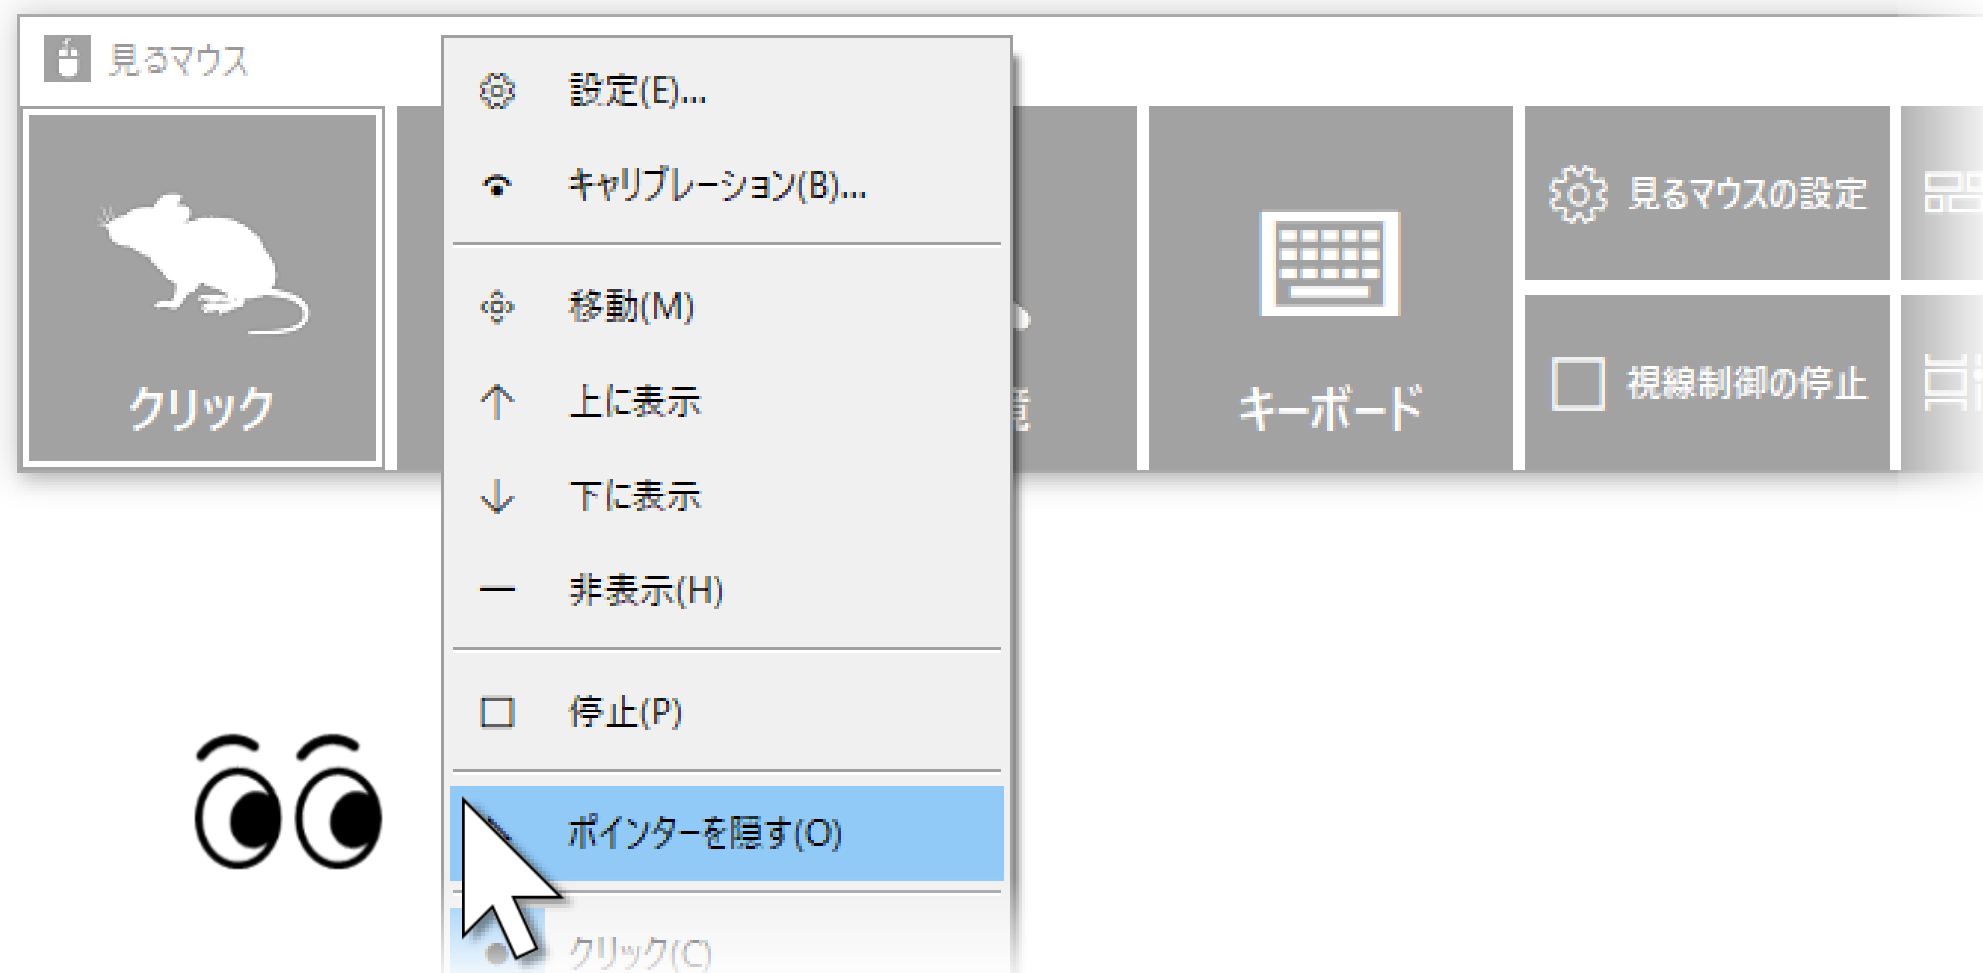 見るマウス
クリック
キーボード
見るマウスの設定
視線制御の停止
設定(E)...
キャリブレーション(B)...
移動(M)
上に表示
下に表示
非表示(H)
停止(P)
ポインターを隠す(O)
クリック(C)